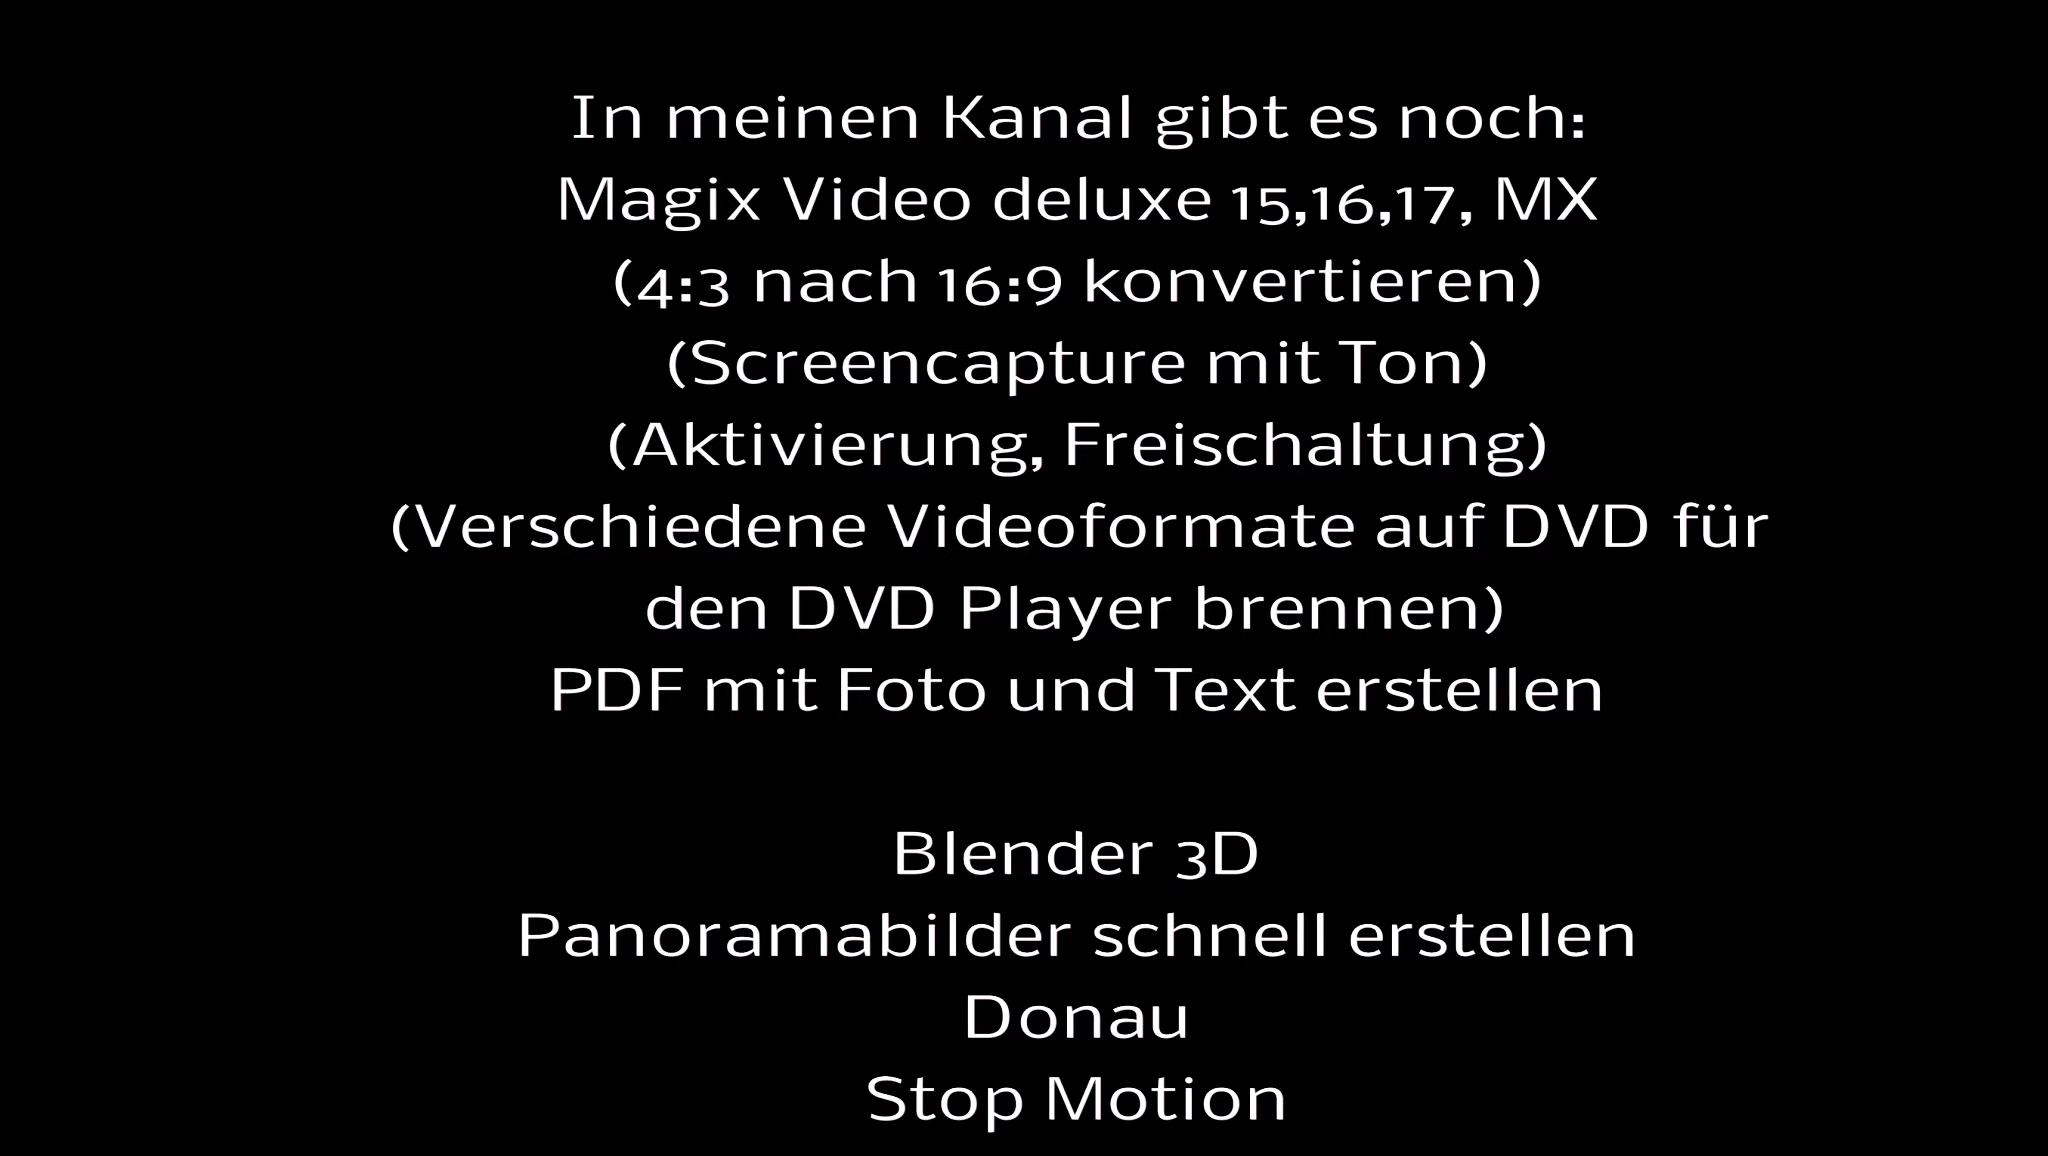 In meinen Kanal gibt es noch:
Magix Video deluxe 15,16,17, MX
(4:3 nach 16:9 konvertieren)
(Screencapture mit Ton)
(Aktivierung, Freischaltung)
(Verschiedene Videoformate auf DVD für
den DVD Player brennen)
PDF mit Foto und Text erstellen
Blender 3D
Panoramabilder schnell erstellen
Donau
Stop Motion